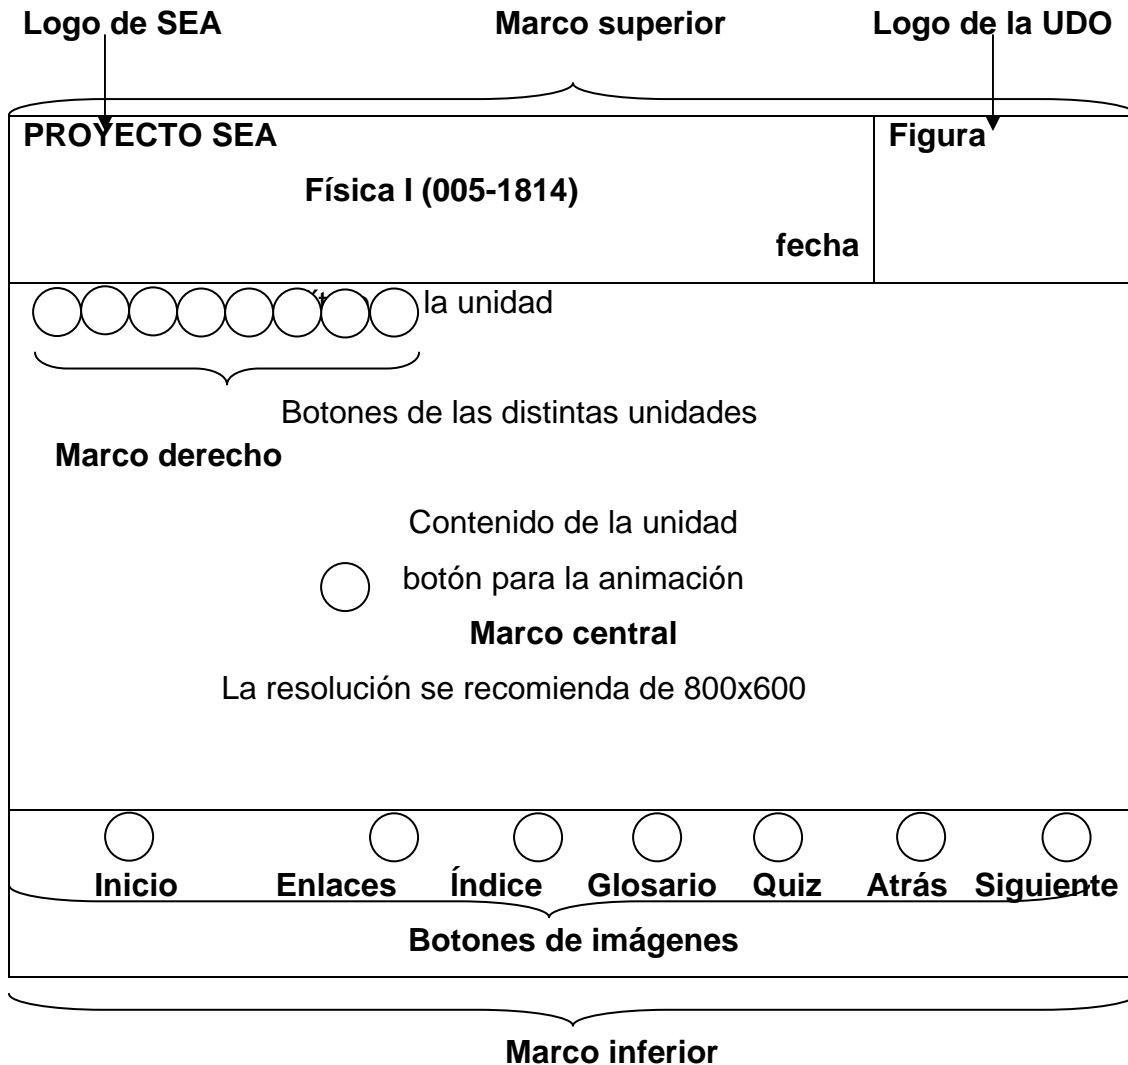 Logo de SEA Marco superior Logo de la UDO
PROYECTO SEA Figura
Física I (005-1814)
fecha
la unidad
Botones de las distintas unidades
Marco derecho
Contenido de la unidad
botón para la animación
Marco central
La resolución se recomienda de 800x600
Inicio Enlaces Índice Glosario Quiz Atrás Siguiente
Botones de imágenes
Marco inferior